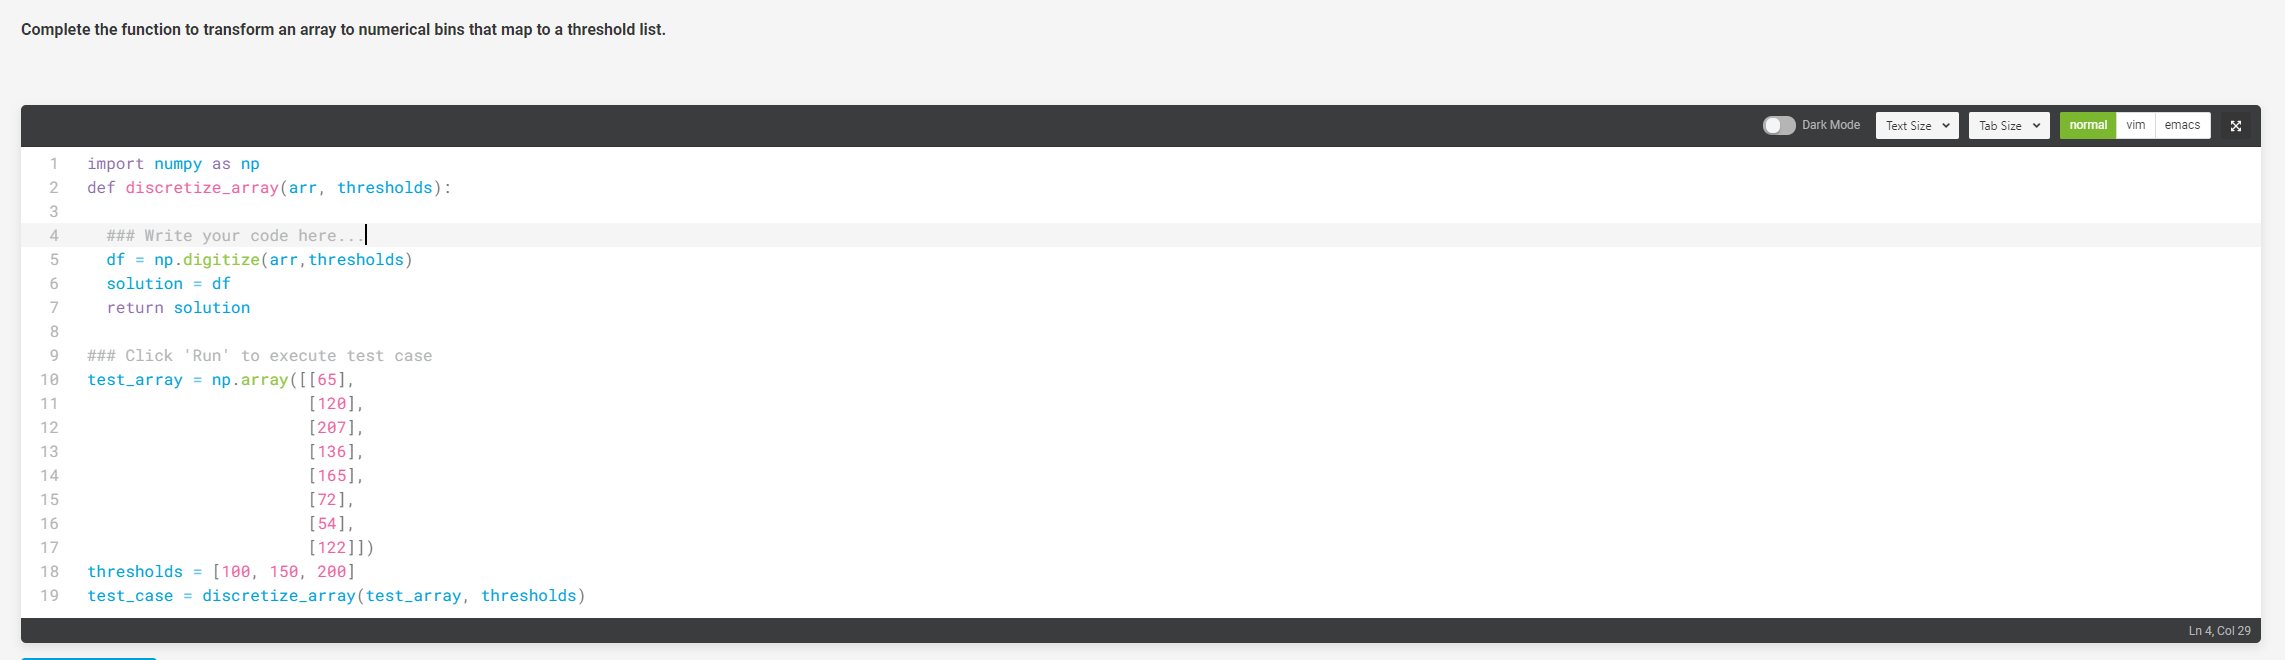 Complete the function to transform an array to numerical bins that map to a threshold list.
Dark Mode Text Size Tab Size normal vim emacs
1 import numpy as np
2 def discretize_array(arr, thresholds):
3
4   ### Write your code here...
5   df = np.digitize(arr,thresholds)
6   solution = df
7   return solution
8
9 ### Click 'Run' to execute test case
10 test_array = np.array([[65],
11                        [120],
12                        [207],
13                        [136],
14                        [165],
15                        [72],
16                        [54],
17                        [122]])
18 thresholds = [100, 150, 200]
19 test_case = discretize_array(test_array, thresholds)
Ln 4, Col 29